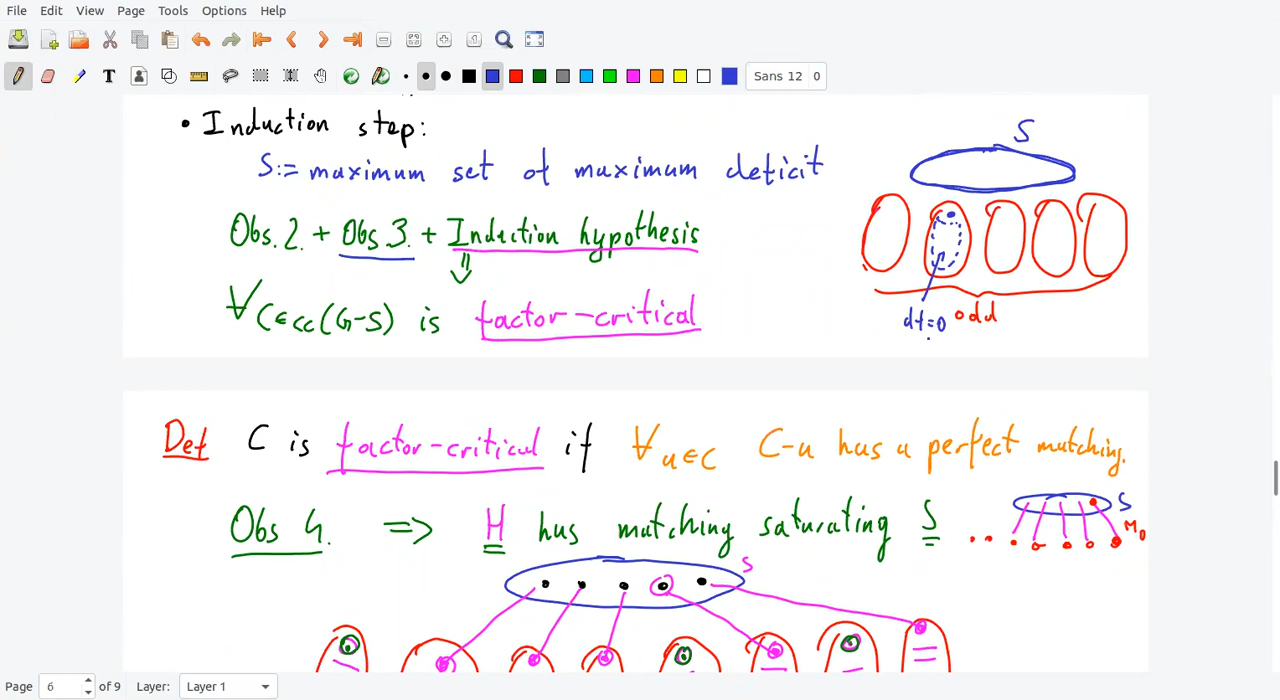 File Edit View Page Tools Options Help
Sans 12 0
• Induction step:
S
S:= maximum set of maximum deficit
Obs. 2. + Obs 3. + Induction hypothesis
⇓
∀ C∈cc(G-S) is factor-critical
df=0 odd
Def C is factor-critical if ∀ u∈C C-u has a perfect matching.
Obs 4. => H has matching saturating S
S
M0
S
Page 6 of 9 Layer: Layer 1